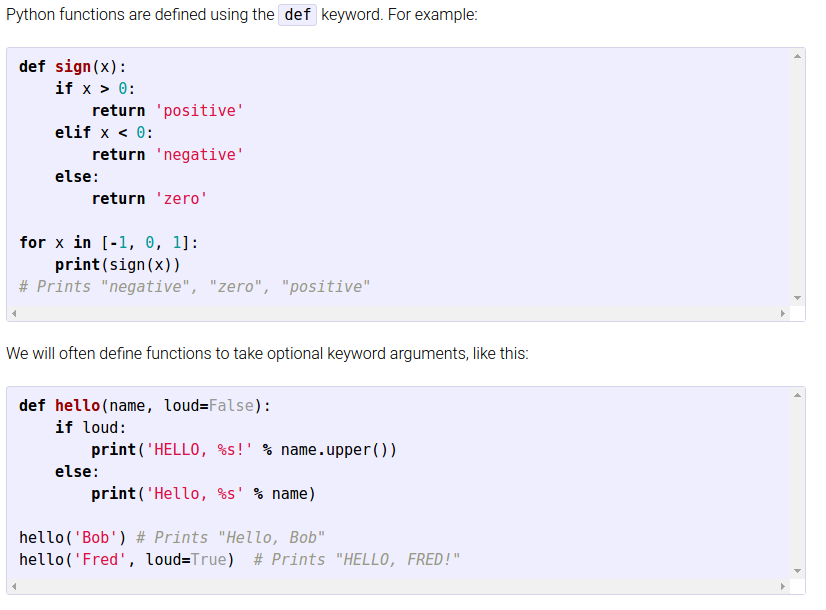 Python functions are defined using the def keyword. For example:
def sign(x):
    if x > 0:
        return 'positive'
    elif x < 0:
        return 'negative'
    else:
        return 'zero'
for x in [-1, 0, 1]:
    print(sign(x))
# Prints "negative", "zero", "positive"
We will often define functions to take optional keyword arguments, like this:
def hello(name, loud=False):
    if loud:
        print('HELLO, %s!' % name.upper())
    else:
        print('Hello, %s' % name)
hello('Bob') # Prints "Hello, Bob"
hello('Fred', loud=True)  # Prints "HELLO, FRED!"